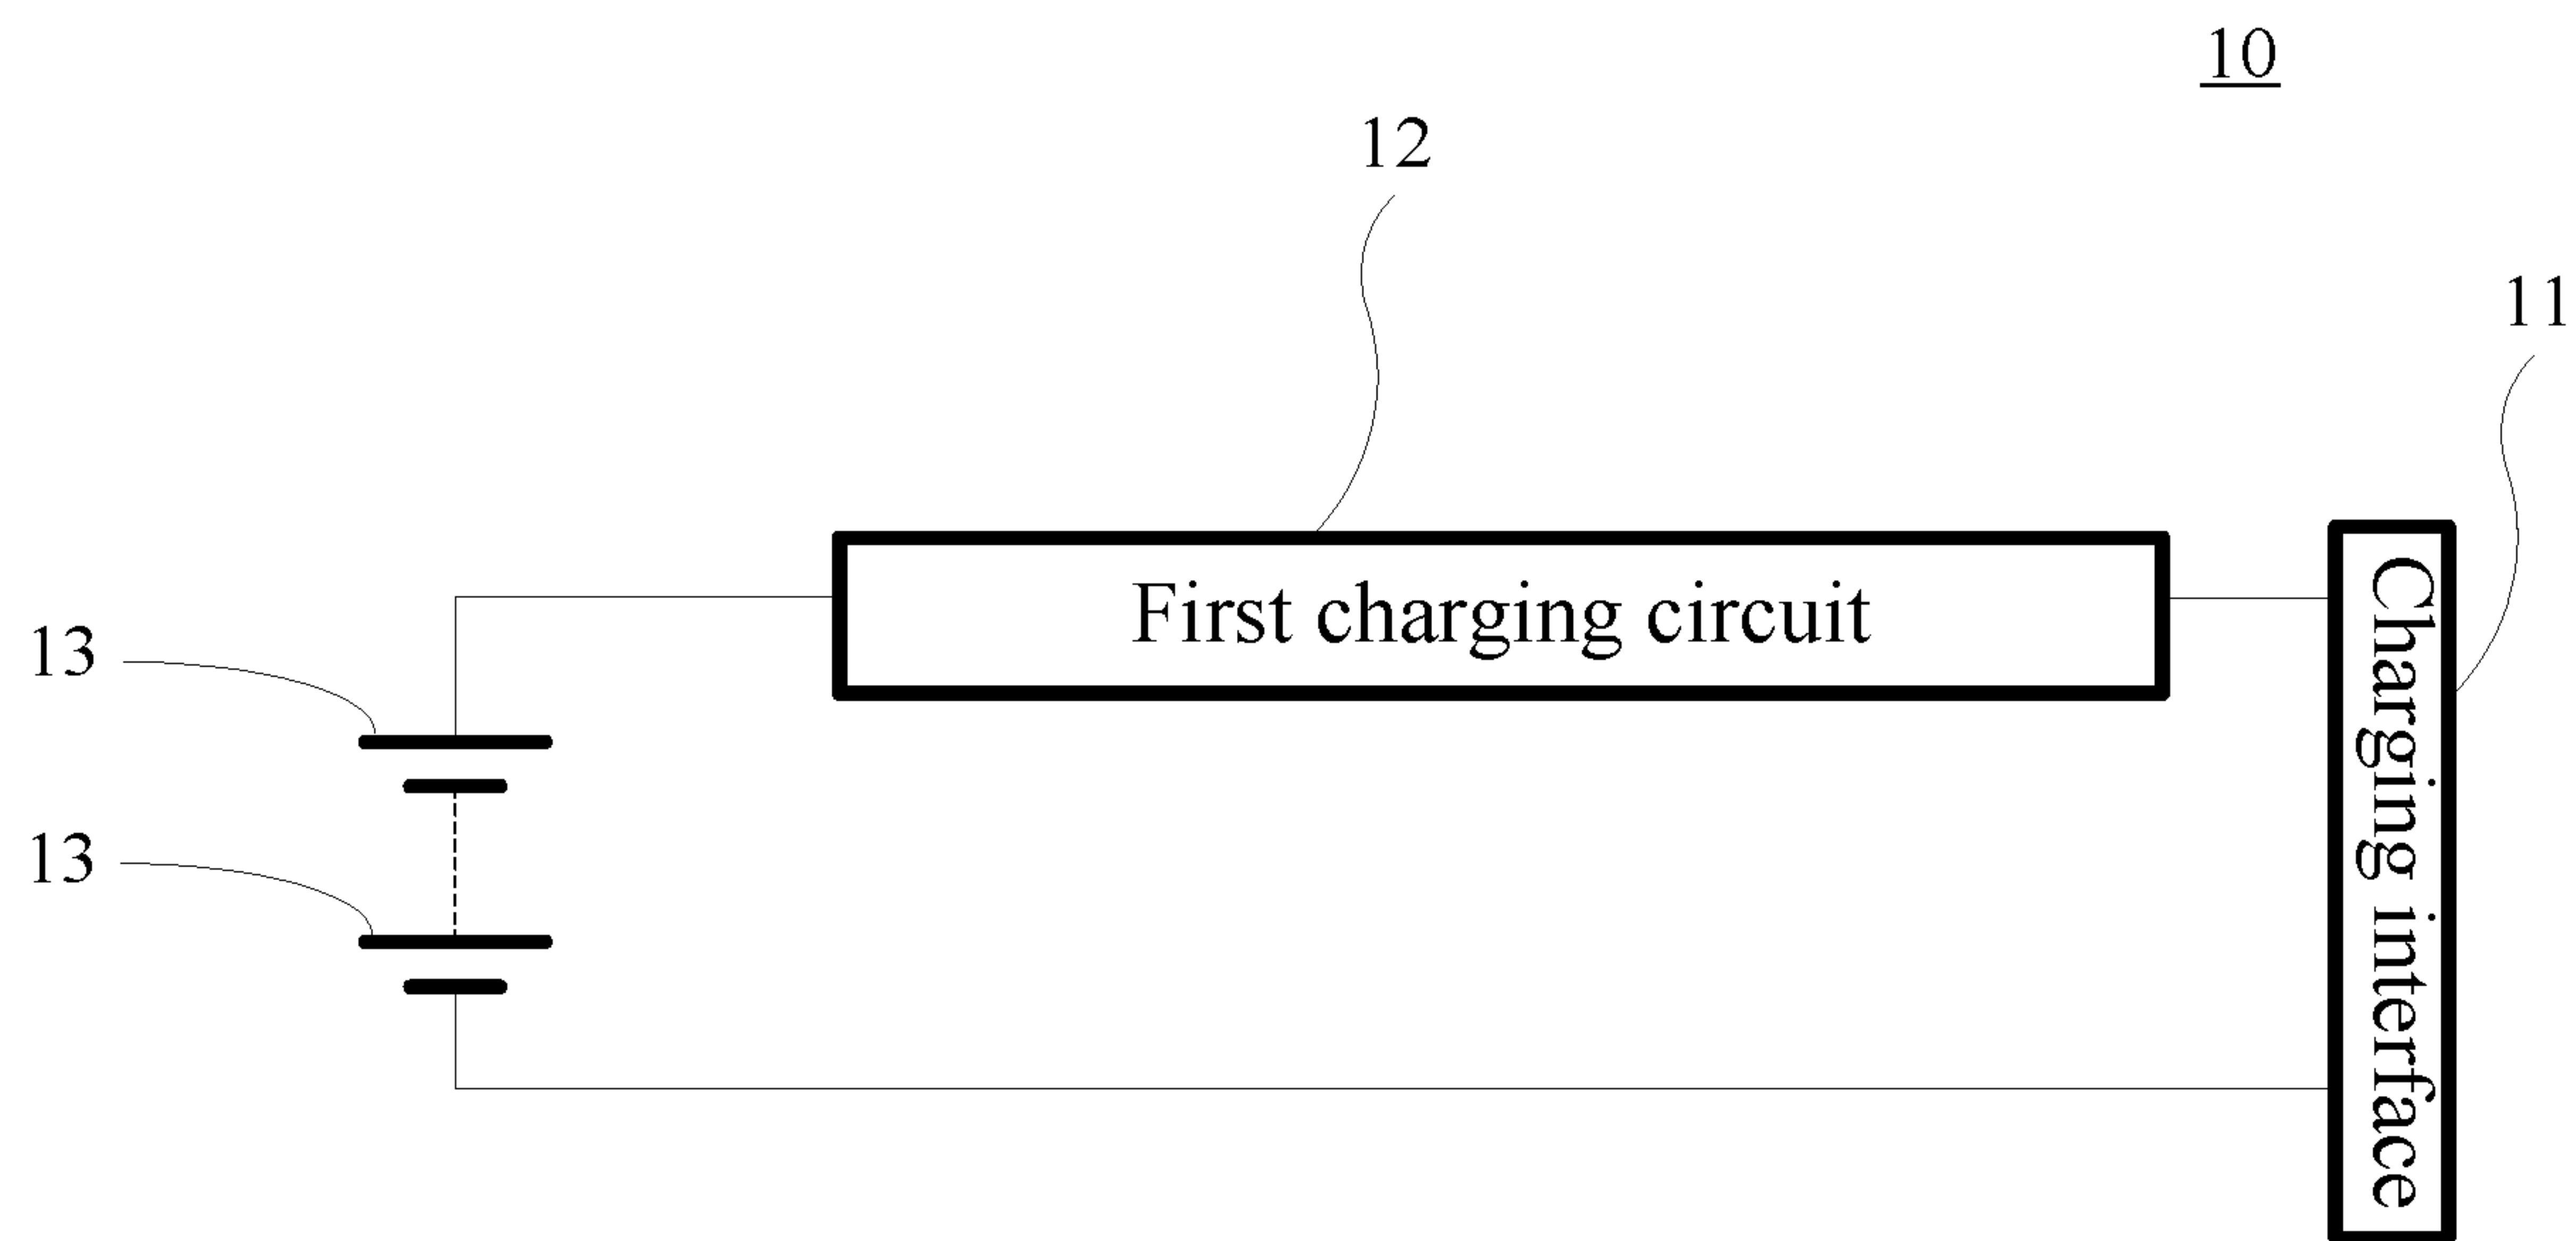 10
12
11
First charging circuit
13
13
Charging interface